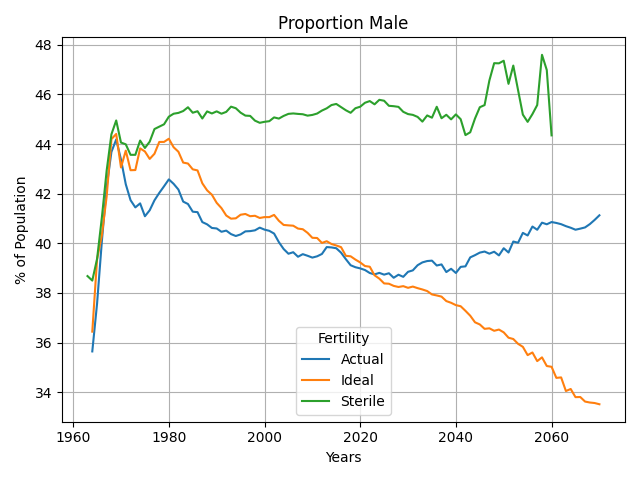 Proportion Male
48
46
44
42
40
38
36
34
% of Population
Fertility
Actual
Ideal
Sterile
1960 1980 2000 2020 2040 2060
Years